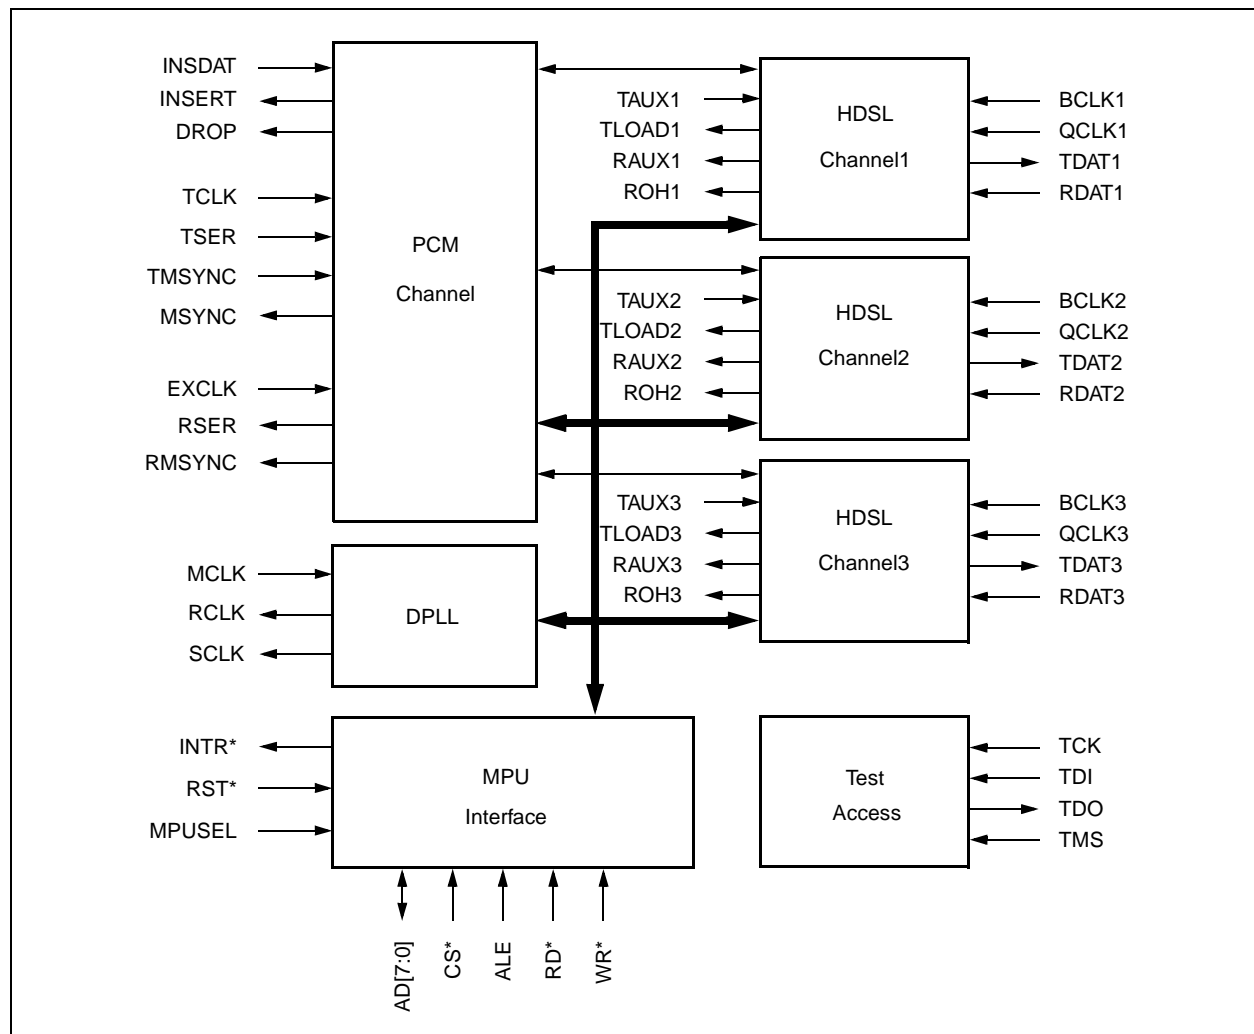 INSDAT
INSERT
DROP
TCLK
TSER
TMSYNC
MSYNC
EXCLK
RSER
RMSYNC
PCM
Channel
TAUX1
TLOAD1
RAUX1
ROH1
HDSL
Channel1
BCLK1
QCLK1
TDAT1
RDAT1
TAUX2
TLOAD2
RAUX2
ROH2
HDSL
Channel2
BCLK2
QCLK2
TDAT2
RDAT2
TAUX3
TLOAD3
RAUX3
ROH3
HDSL
Channel3
BCLK3
QCLK3
TDAT3
RDAT3
MCLK
RCLK
SCLK
DPLL
INTR*
RST*
MPUSEL
MPU
Interface
Test
Access
TCK
TDI
TDO
TMS
AD[7:0]
CS*
ALE
RD*
WR*